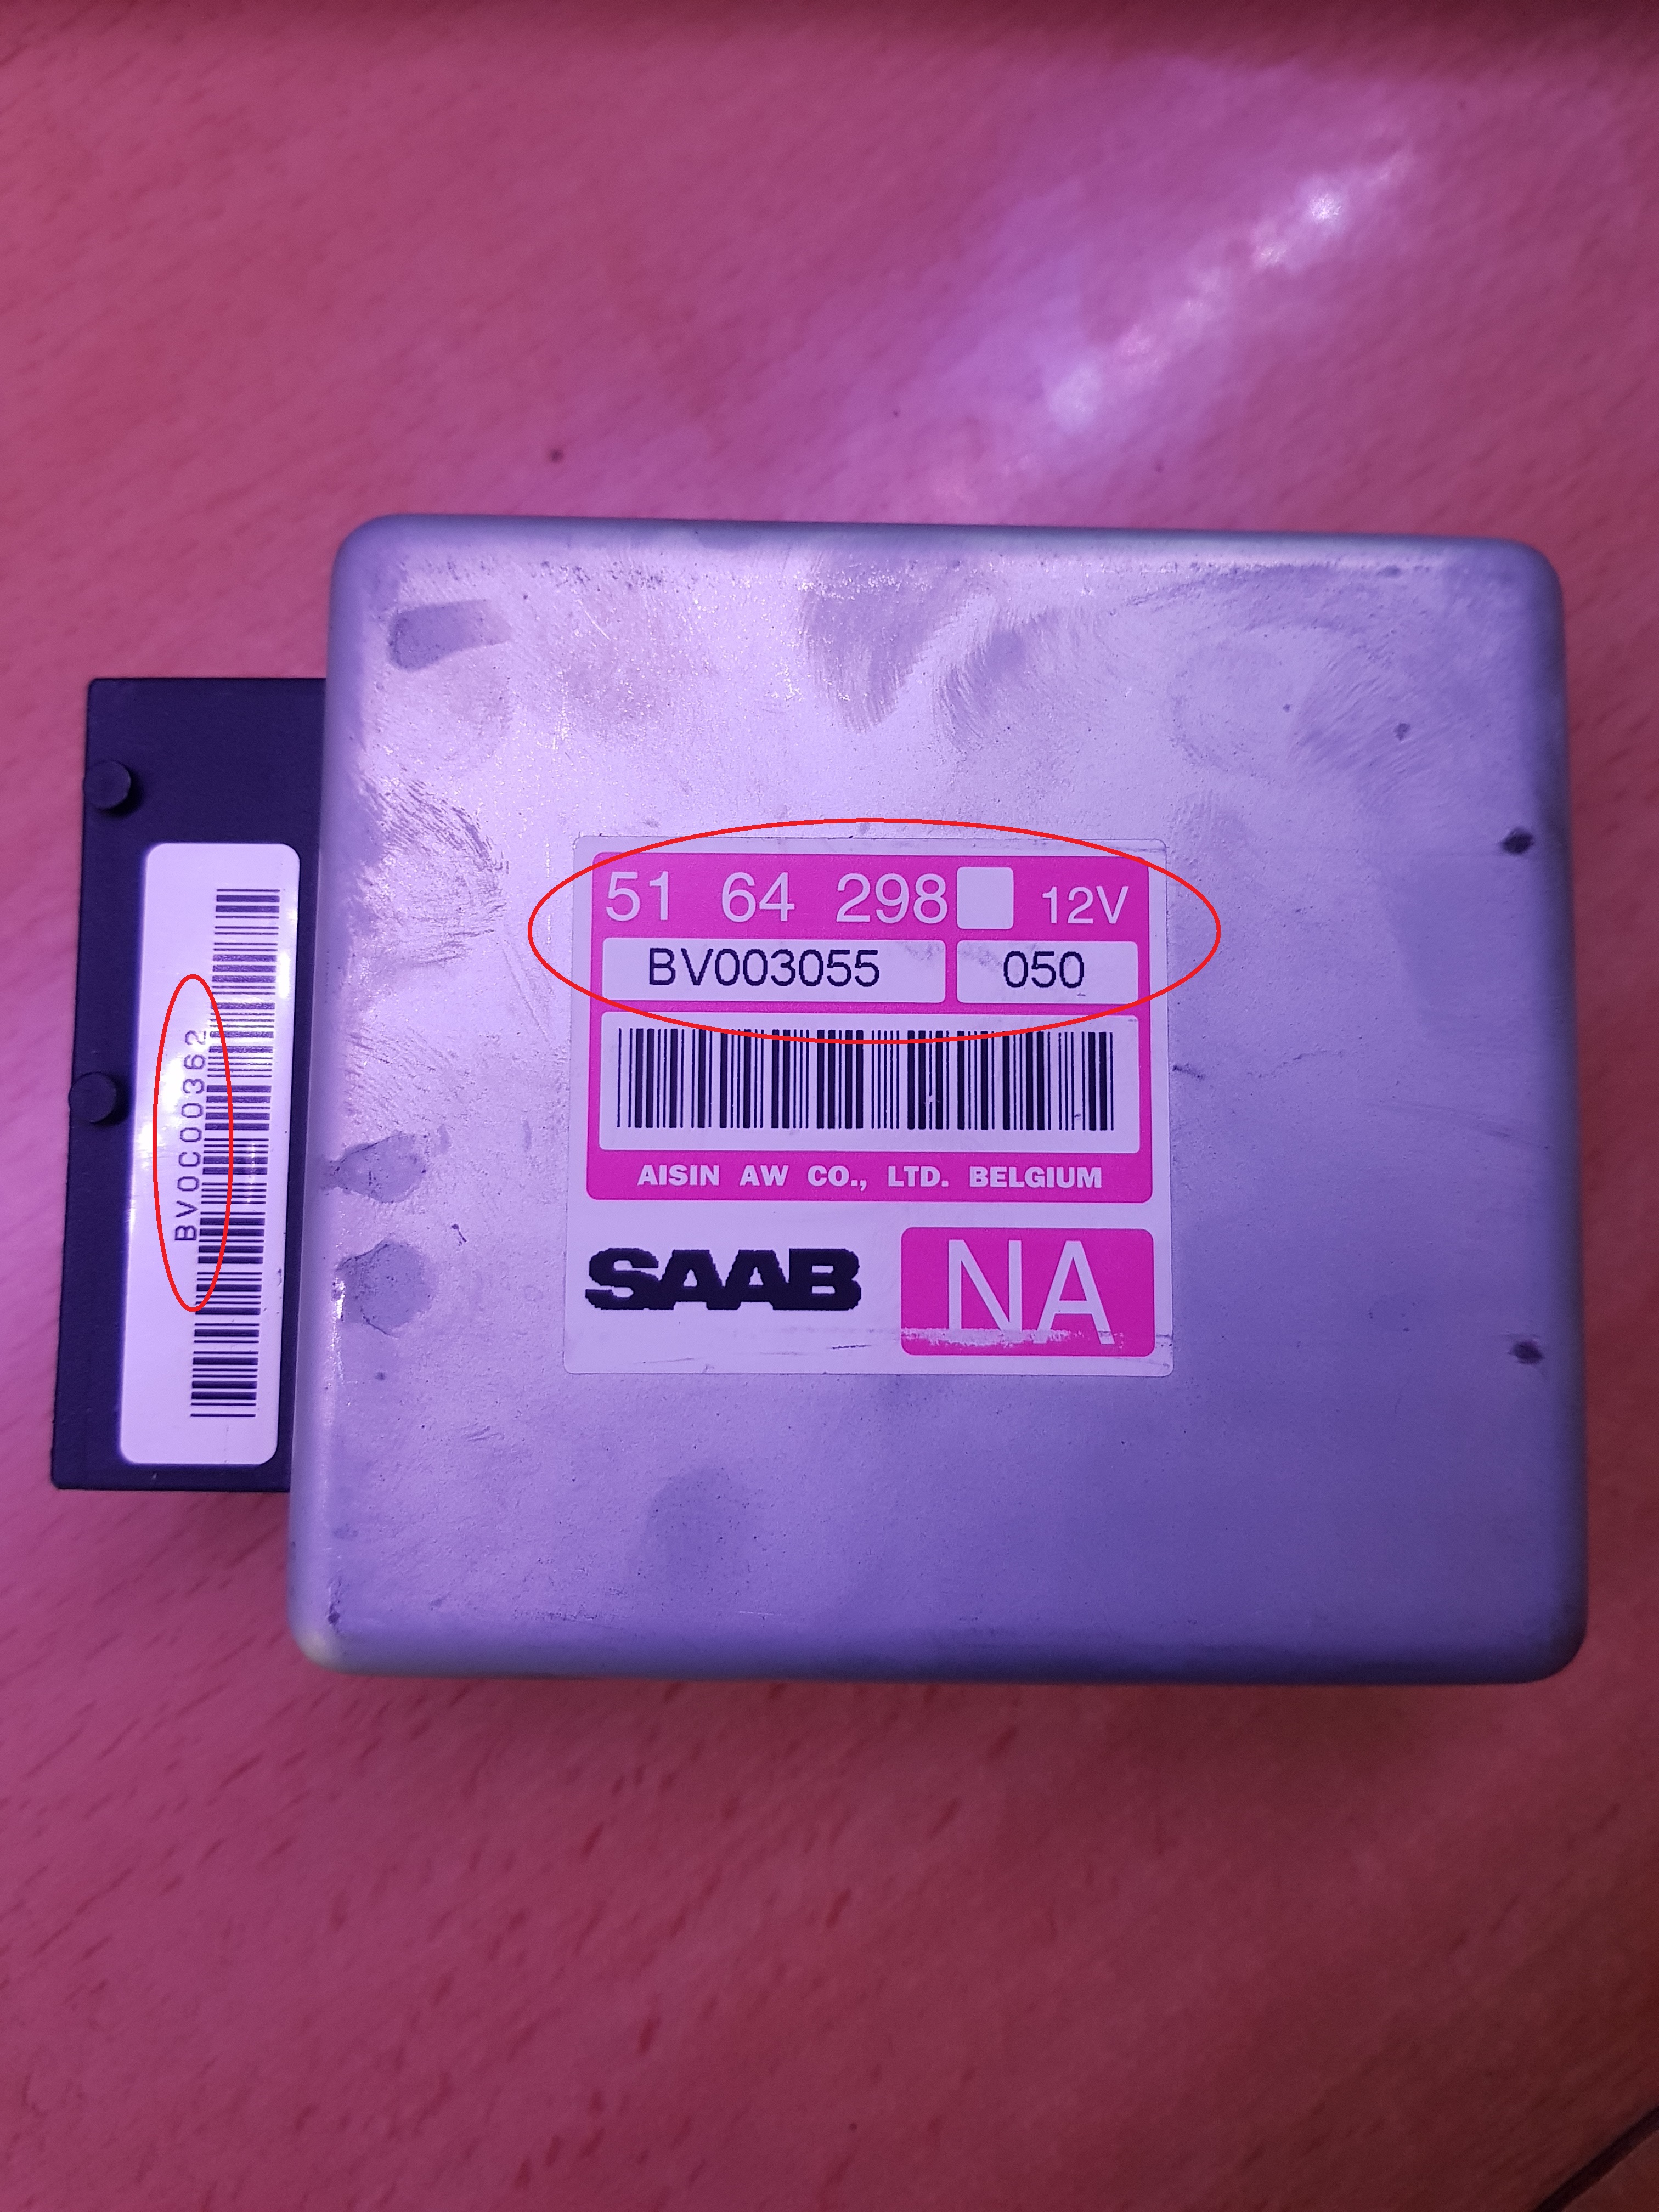 51 64 298 12V
BV003055 050
AISIN AW CO., LTD. BELGIUM
SAAB NA
BV0C00362